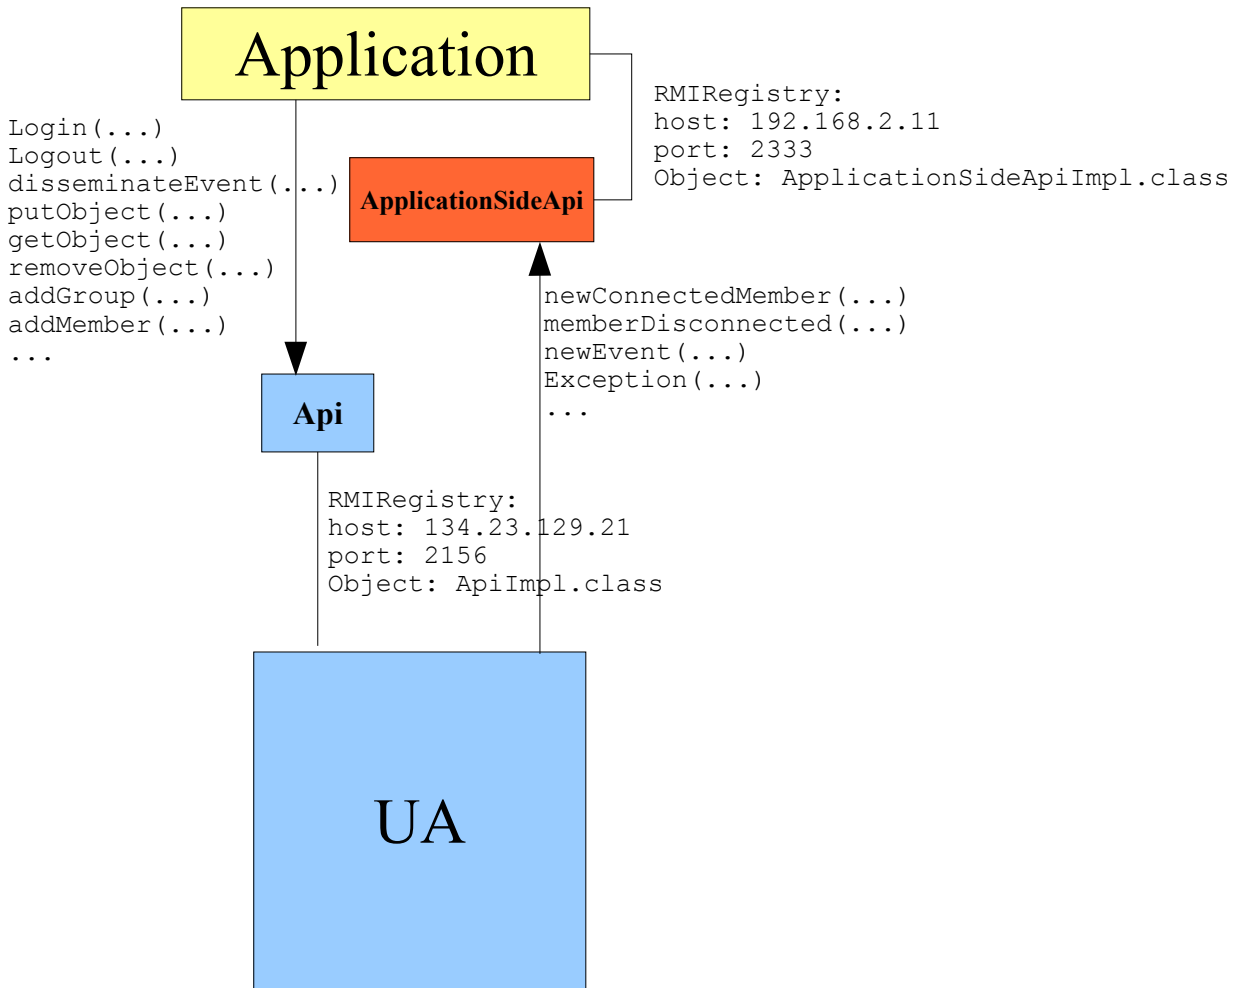 Application
RMIRegistry:
host: 192.168.2.11
port: 2333
Object: ApplicationSideApiImpl.class
Login(...)
Logout(...)
disseminateEvent(...)
putObject(...)
getObject(...)
removeObject(...)
addGroup(...)
addMember(...)
...
ApplicationSideApi
newConnectedMember(...)
memberDisconnected(...)
newEvent(...)
Exception(...)
...
Api
RMIRegistry:
host: 134.23.129.21
port: 2156
Object: ApiImpl.class
UA